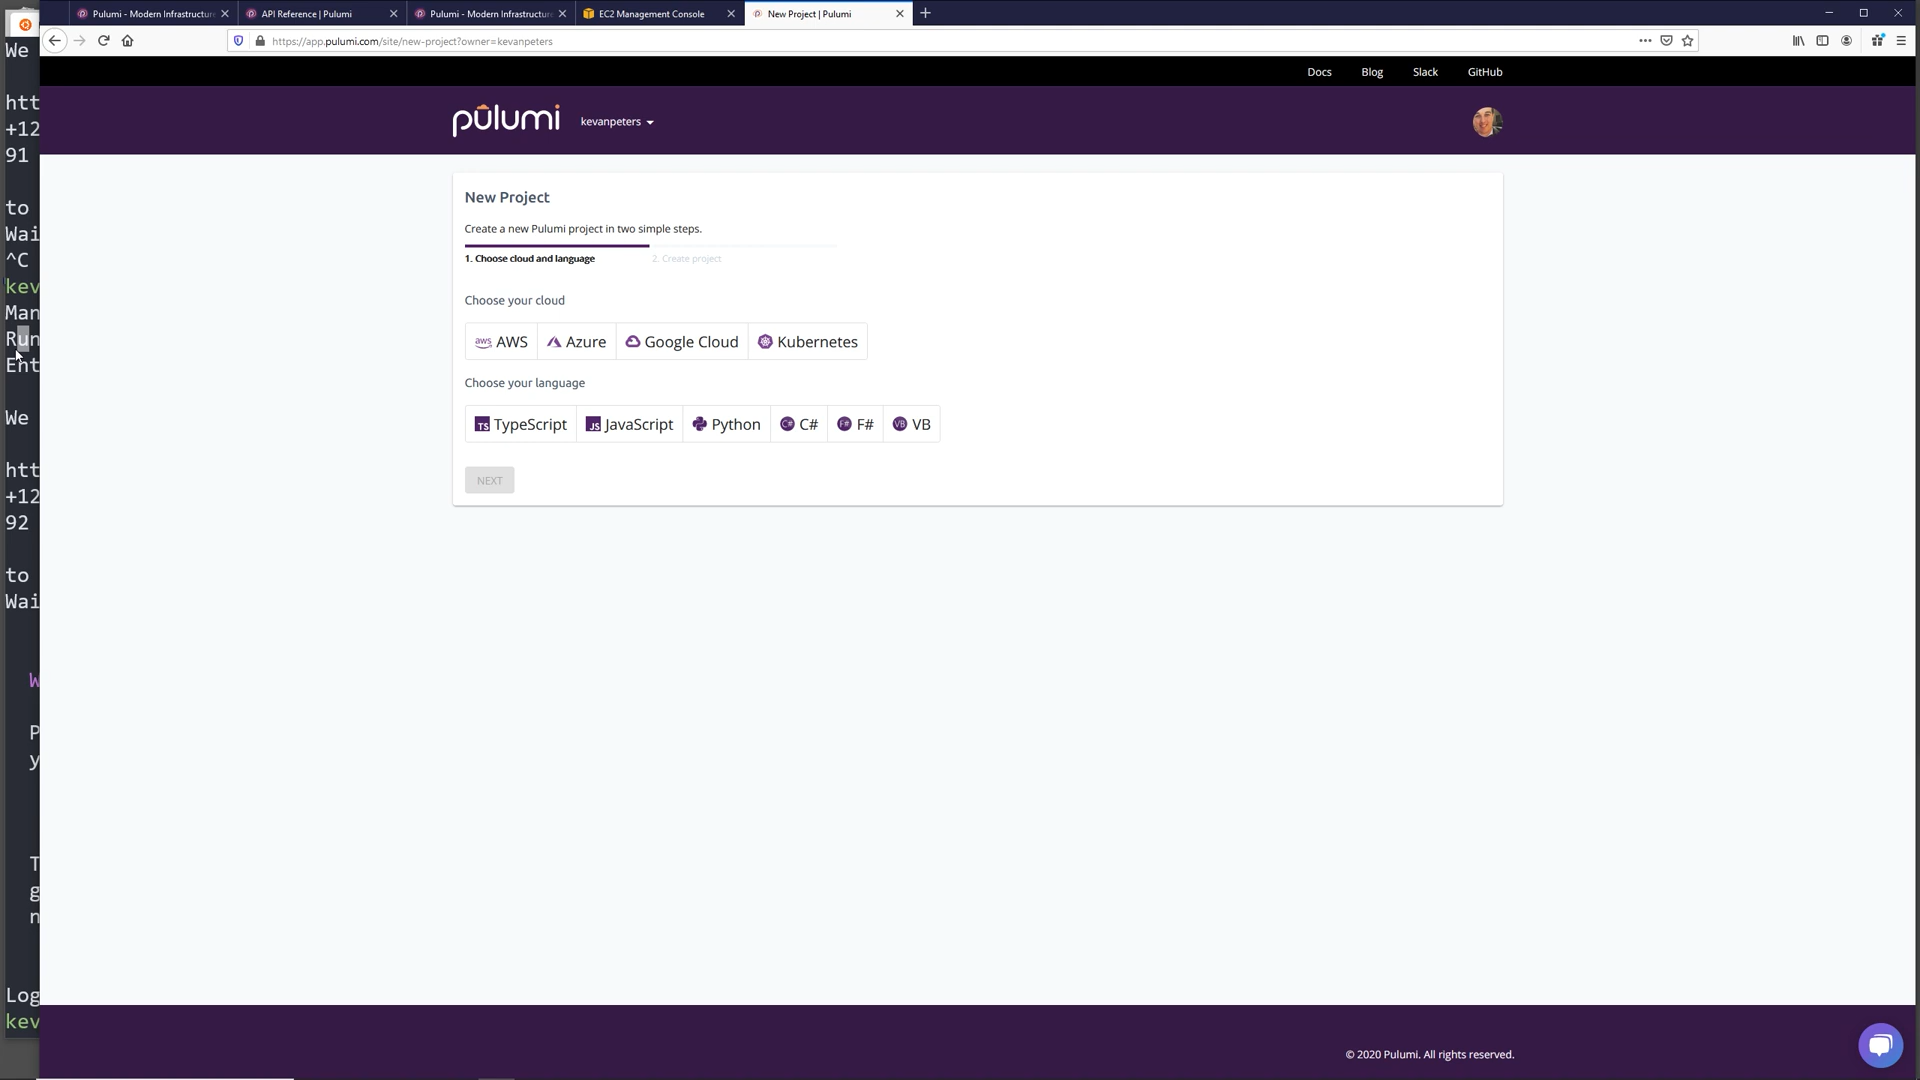 Pulumi - Modern Infrastructur
API Reference | Pulumi
Pulumi - Modern Infrastructur
EC2 Management Console
New Project | Pulumi
https://app.pulumi.com/site/new-project?owner=kevanpeters
Docs
Blog
Slack
GitHub
pulumi
kevanpeters
New Project
Create a new Pulumi project in two simple steps.
1. Choose cloud and language
2. Create project
Choose your cloud
aws AWS
Azure
Google Cloud
Kubernetes
Choose your language
TS TypeScript
JS JavaScript
Python
C# C#
F# F#
VB VB
NEXT
© 2020 Pulumi. All rights reserved.
We
htt
+12
91
to
Wai
^C
kev
Man
Run
Ent
We
htt
+12
92
to
Wai
W
P
y
T
g
n
Log
kev